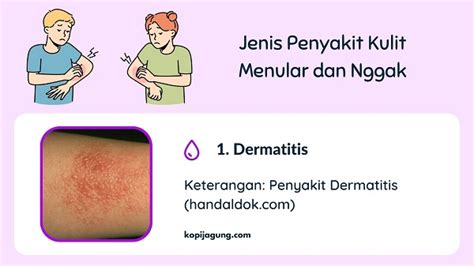 Jenis Penyakit Kulit
Menular dan Nggak
1. Dermatitis
Keterangan: Penyakit Dermatitis
(handaldok.com)
kopijagung.com